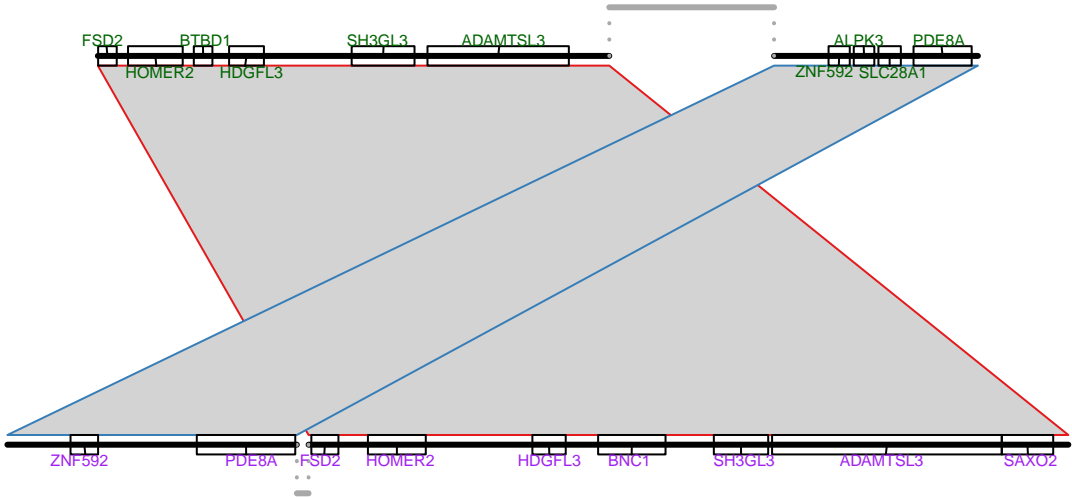 FSD2 BTBD1 SH3GL3 ADAMTSL3 ALPK3 PDE8A
HOMER2 HDGFL3 ZNF592 SLC28A1
ZNF592 PDE8A FSD2 HOMER2 HDGFL3 BNC1 SH3GL3 ADAMTSL3 SAXO2